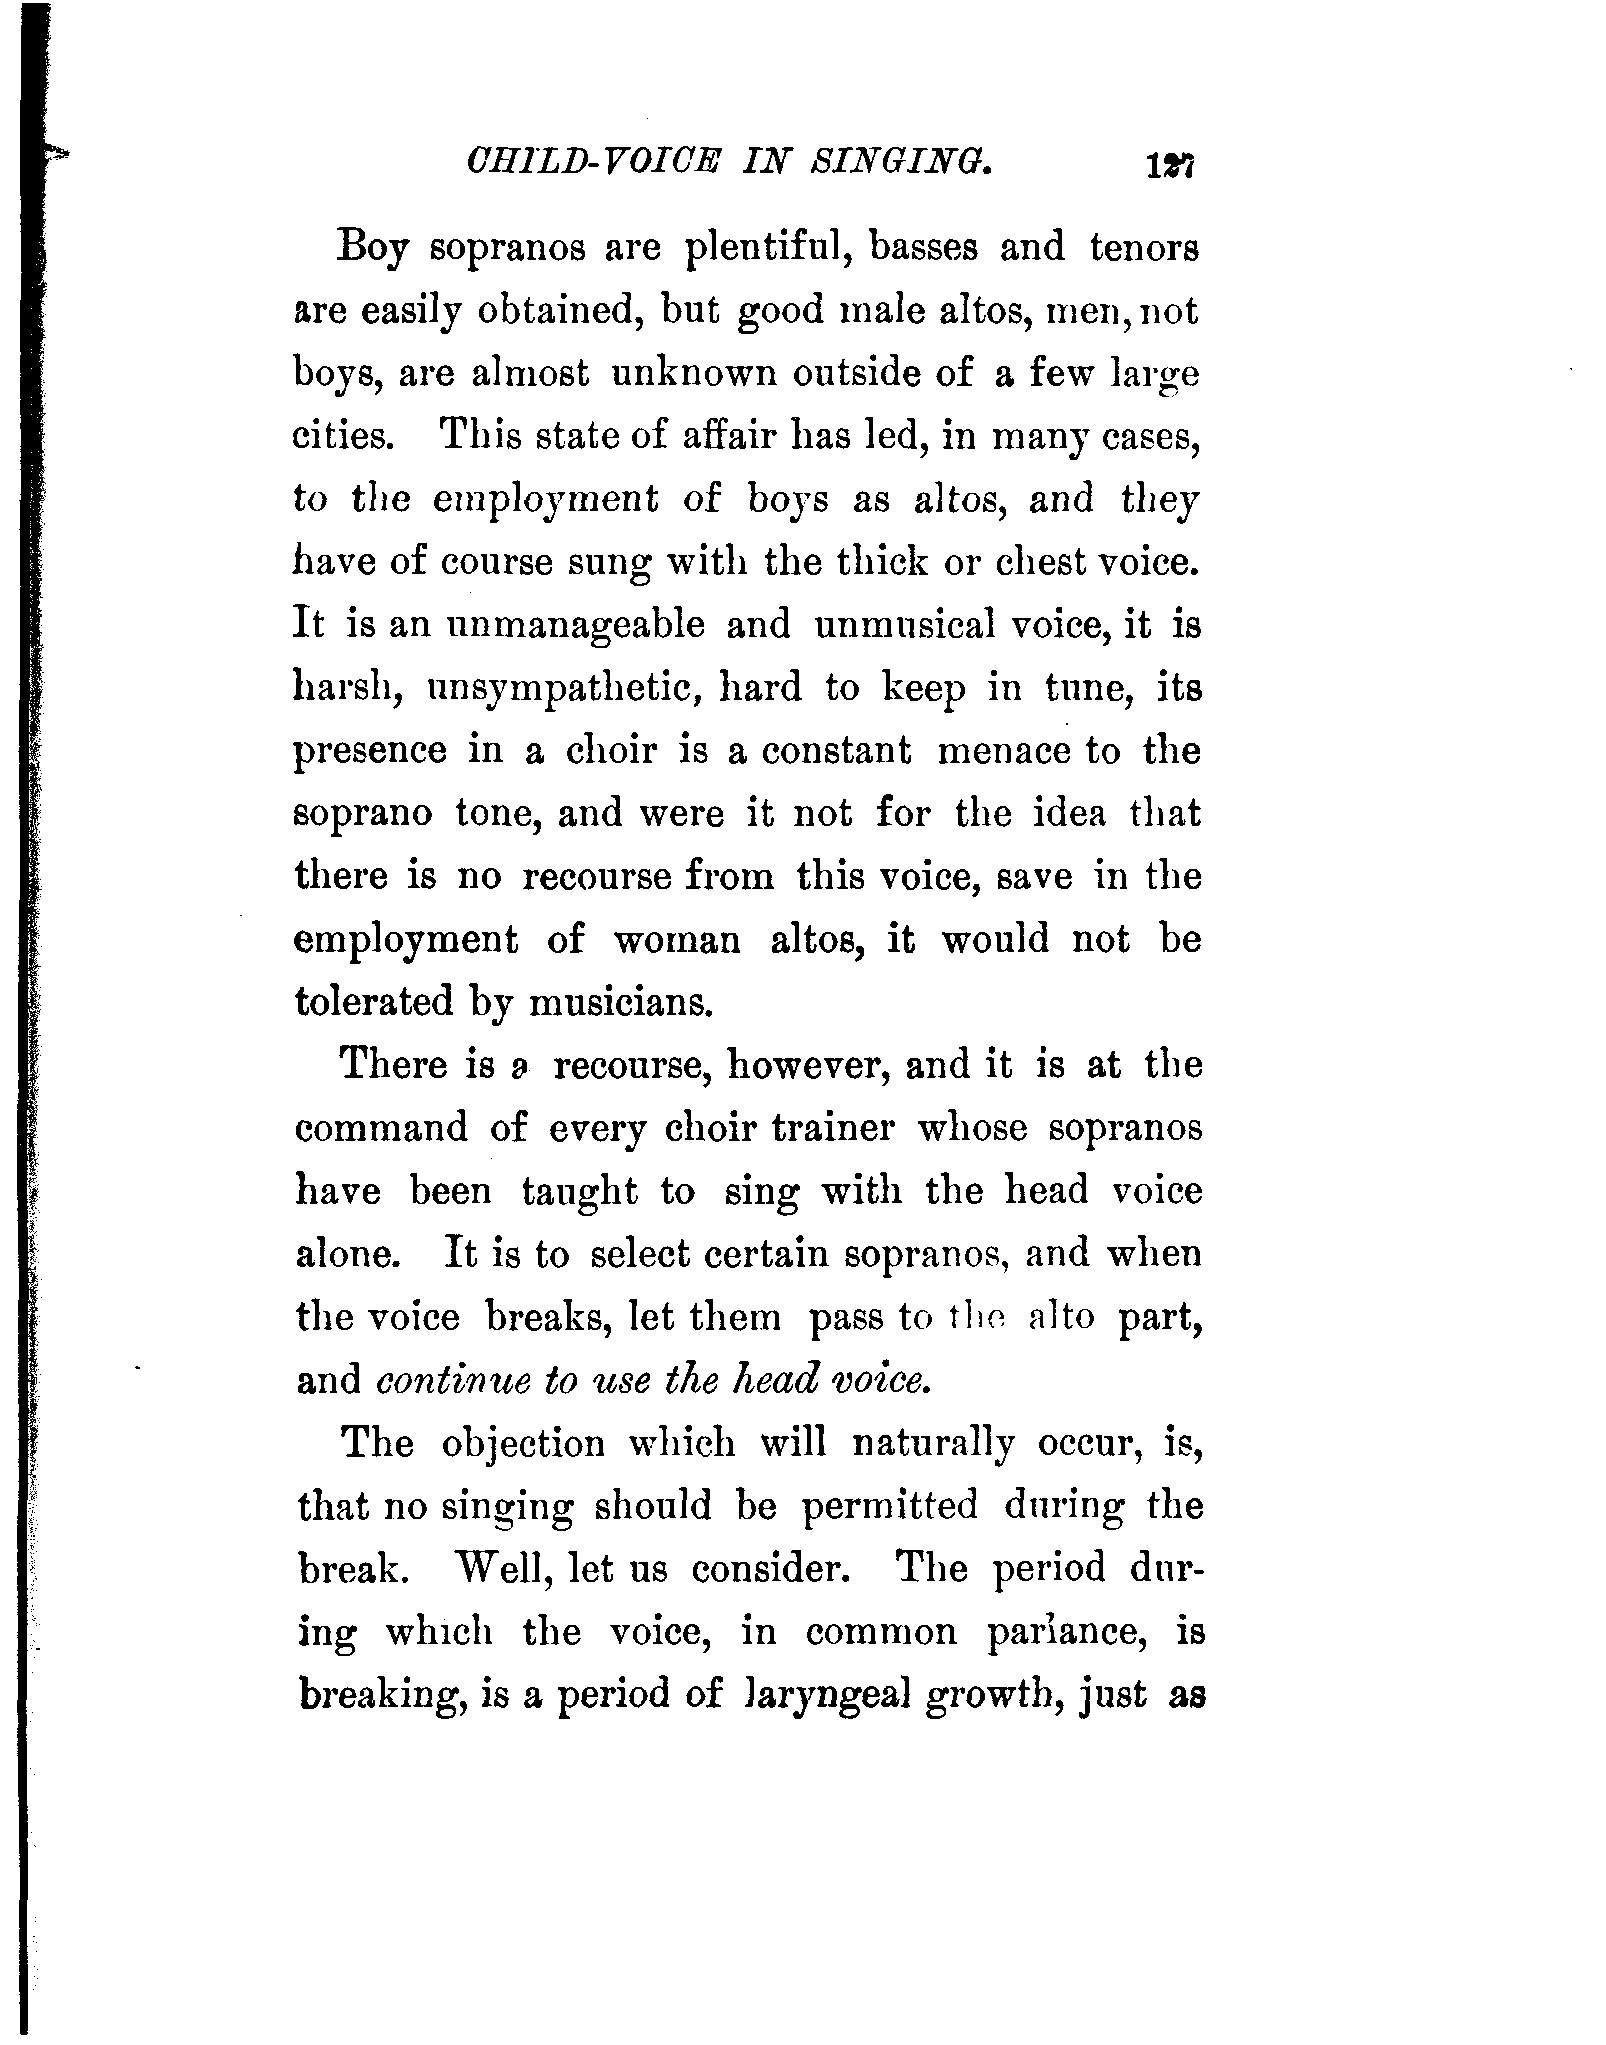 CHILD-VOICE IN SINGING. 127
Boy sopranos are plentiful, basses and tenors
are easily obtained, but good male altos, men, not
boys, are almost unknown outside of a few large
cities. This state of affair has led, in many cases,
to the employment of boys as altos, and they
have of course sung with the thick or chest voice.
It is an unmanageable and unmusical voice, it is
harsh, unsympathetic, hard to keep in tune, its
presence in a choir is a constant menace to the
soprano tone, and were it not for the idea that
there is no recourse from this voice, save in the
employment of woman altos, it would not be
tolerated by musicians.
There is a recourse, however, and it is at the
command of every choir trainer whose sopranos
have been taught to sing with the head voice
alone. It is to select certain sopranos, and when
the voice breaks, let them pass to the alto part,
and continue to use the head voice.
The objection which will naturally occur, is,
that no singing should be permitted during the
break. Well, let us consider. The period dur-
ing which the voice, in common parlance, is
breaking, is a period of laryngeal growth, just as